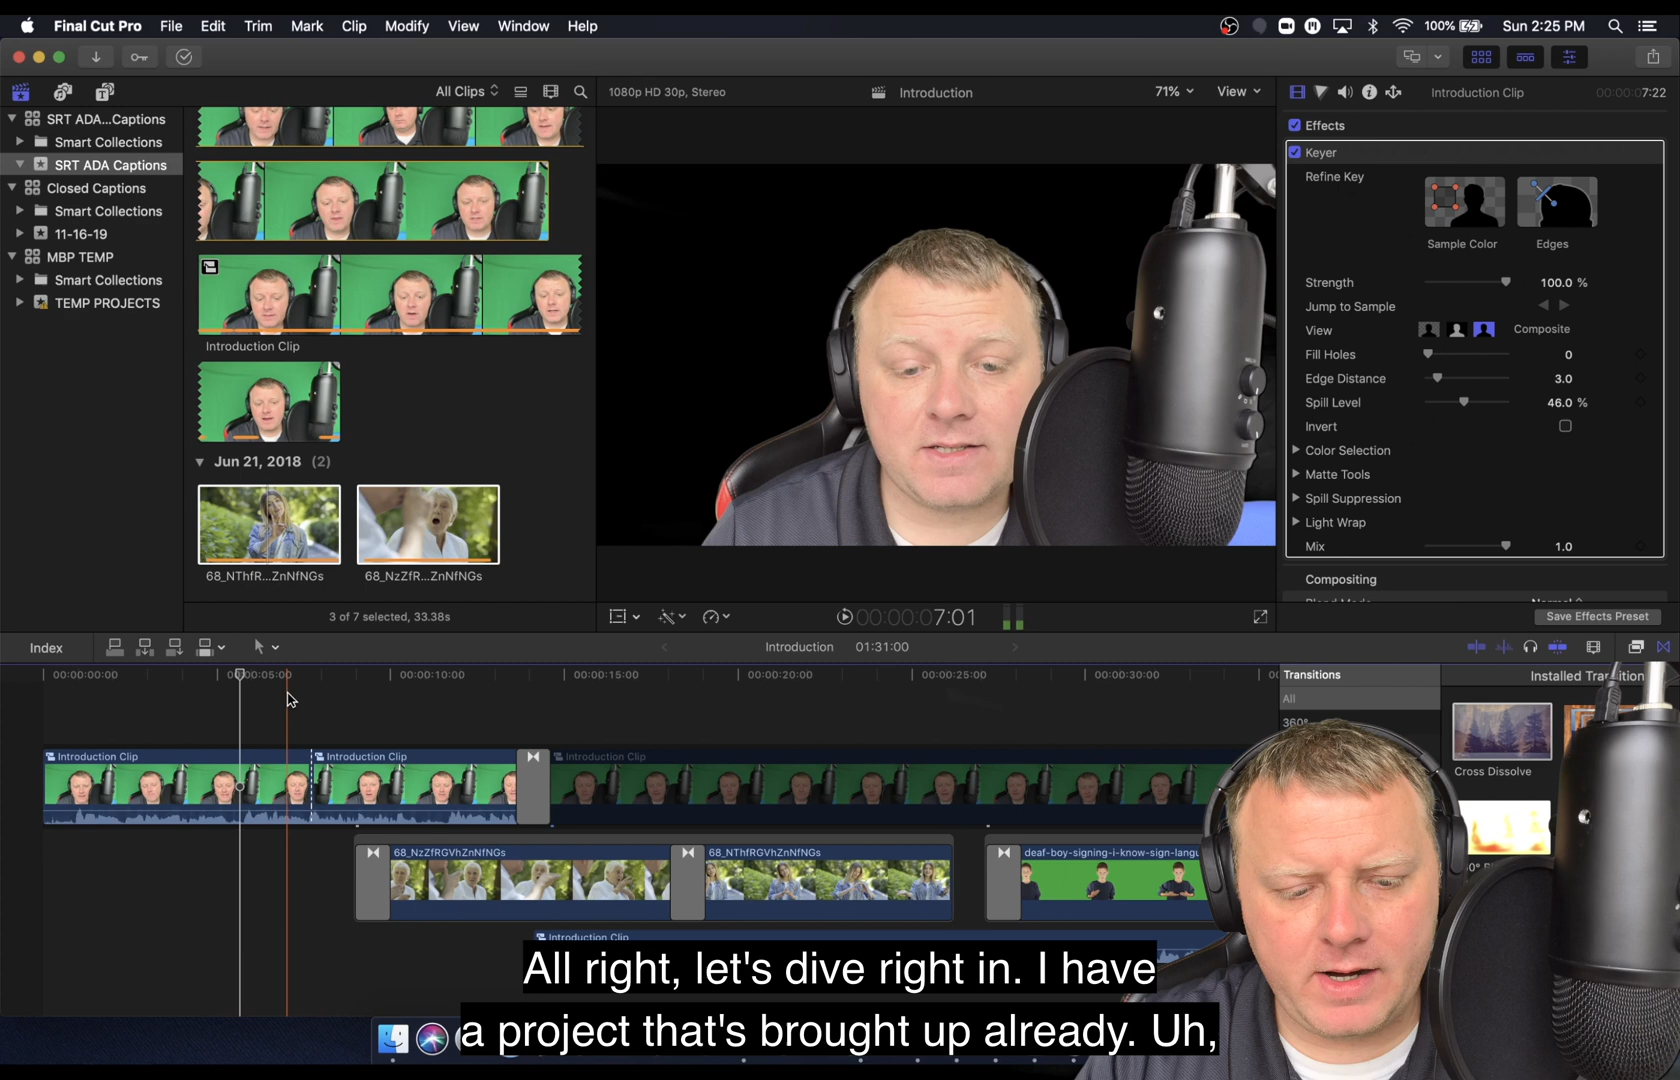 Final Cut Pro File Edit Trim Mark Clip Modify View Window Help 100% Sun 2:25 PM
All Clips 1080p HD 30p, Stereo Introduction 71% View Introduction Clip 00:00:07:22
SRT ADA...Captions
Smart Collections
SRT ADA Captions
Closed Captions
Smart Collections
11-16-19
MBP TEMP
Smart Collections
TEMP PROJECTS
Introduction Clip
Jun 21, 2018 (2)
68_NThfR...ZnNfNGs 68_NzZfR...ZnNfNGs
3 of 7 selected, 33.38s
00:00:00:7:01
Effects
Keyer
Refine Key
Sample Color Edges
Strength 100.0 %
Jump to Sample
View Composite
Fill Holes 0
Edge Distance 3.0
Spill Level 46.0 %
Invert
Color Selection
Matte Tools
Spill Suppression
Light Wrap
Mix 1.0
Compositing
Save Effects Preset
Index Introduction 01:31:00
00:00:00:00 00:00:05:00 00:00:10:00 00:00:15:00 00:00:20:00 00:00:25:00 00:00:30:00
Transitions
All
360°
Installed Transition
Cross Dissolve
Introduction Clip Introduction Clip Introduction Clip
68_NzZfRGVhZnNfNGs 68_NThfRGVhZnNfNGs deaf-boy-signing-i-know-sign-langu
Introduction Clip
All right, let's dive right in. I have
a project that's brought up already. Uh,